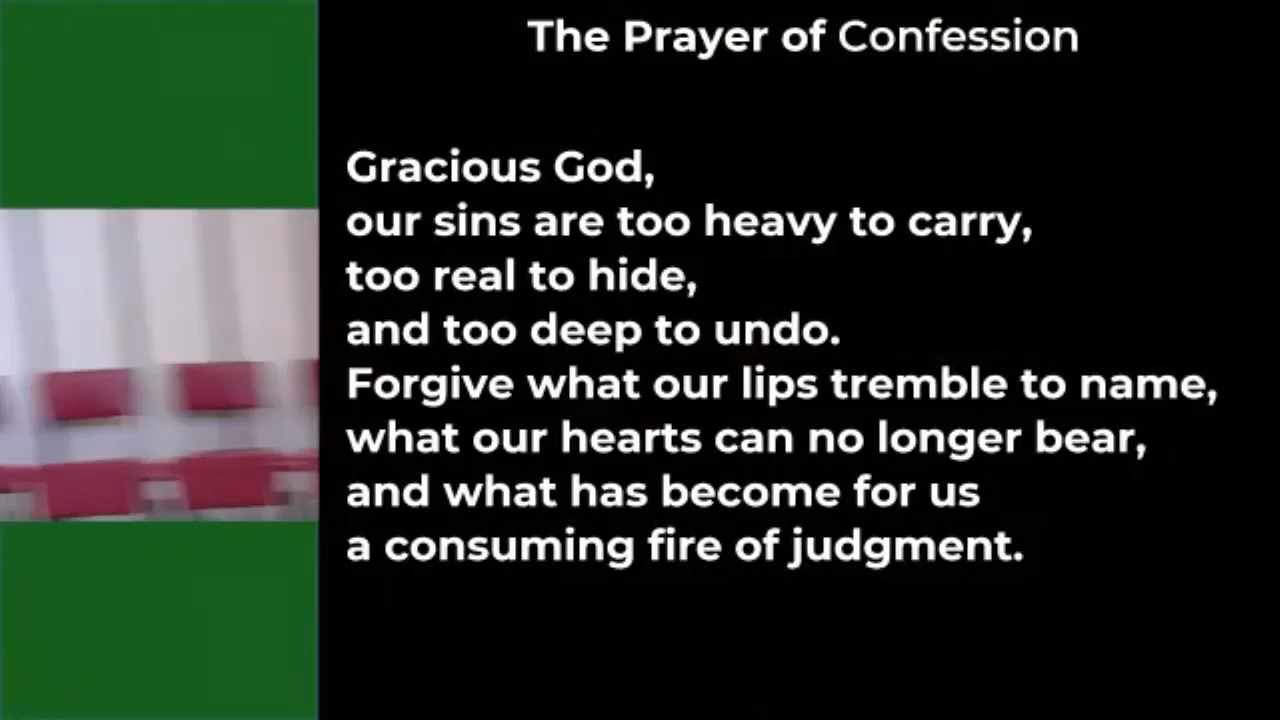 The Prayer of Confession
Gracious God,
our sins are too heavy to carry,
too real to hide,
and too deep to undo.
Forgive what our lips tremble to name,
what our hearts can no longer bear,
and what has become for us
a consuming fire of judgment.